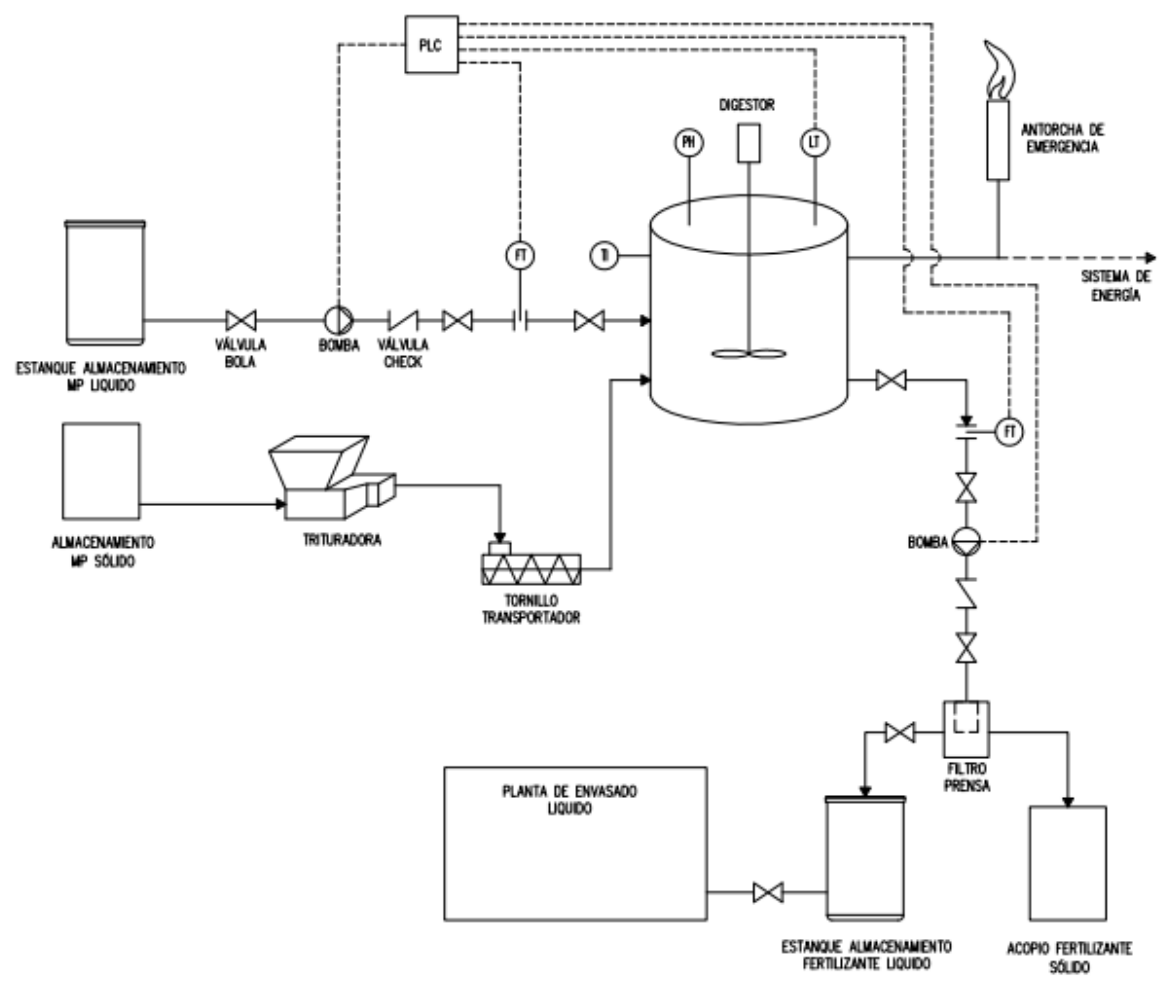 PLC
DIGESTOR
PH
LT
ANTORCHA DE
EMERGENCIA
FT
TI
SISTEMA DE
ENERGÍA
VÁLVULA
BOLA
BOMBA
VÁLVULA
CHECK
ESTANQUE ALMACENAMIENTO
MP LIQUIDO
FT
ALMACENAMIENTO
MP SÓLIDO
TRITURADORA
BOMBA
TORNILLO
TRANSPORTADOR
FILTRO
PRENSA
PLANTA DE ENVASADO
LIQUIDO
ESTANQUE ALMACENAMIENTO
FERTILIZANTE LIQUIDO
ACOPIO FERTILIZANTE
SÓLIDO